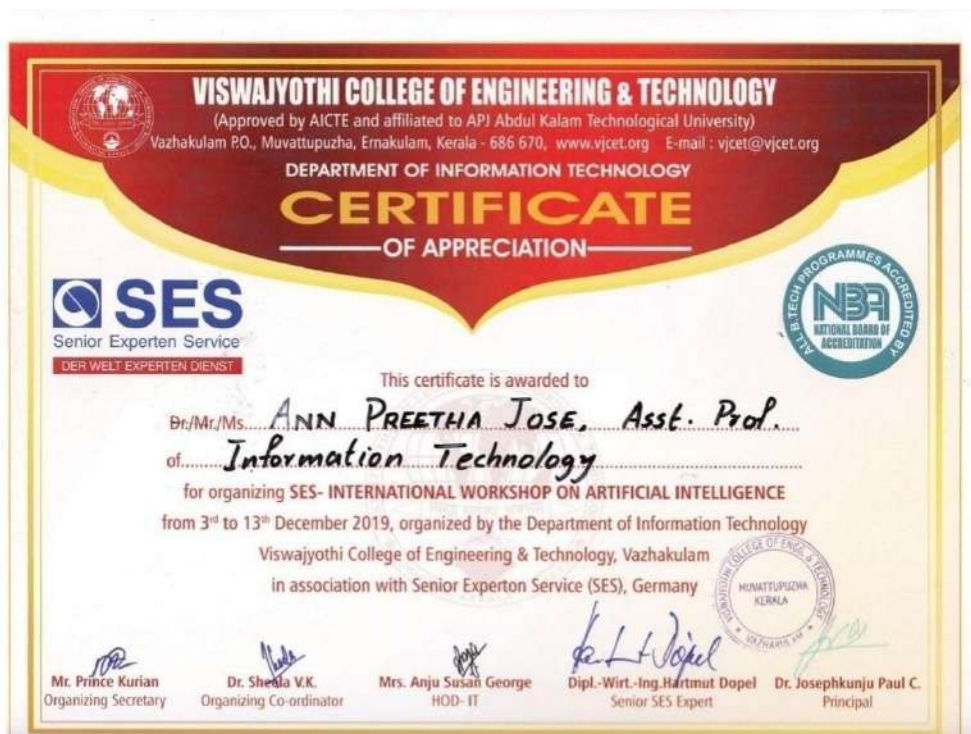 VISWAJYOTHI COLLEGE OF ENGINEERING & TECHNOLOGY
(Approved by AICTE and affiliated to APJ Abdul Kalam Technological University)
Vazhakulam P.O., Muvattupuzha, Ernakulam, Kerala - 686 670, www.vjcet.org E-mail : vjcet@vjcet.org
DEPARTMENT OF INFORMATION TECHNOLOGY
CERTIFICATE
OF APPRECIATION
SES
Senior Experten Service
DER WELT EXPERTEN DIENST
ALL B.TECH PROGRAMMES ACCREDITED BY
NBA
NATIONAL BOARD OF
ACCREDITATION
This certificate is awarded to
Dr./Mr./Ms. ANN PREETHA JOSE, Asst. Prof.
of Information Technology
for organizing SES- INTERNATIONAL WORKSHOP ON ARTIFICIAL INTELLIGENCE
from 3rd to 13th December 2019, organized by the Department of Information Technology
Viswajyothi College of Engineering & Technology, Vazhakulam
in association with Senior Experton Service (SES), Germany
VISWAJYOTHI COLLEGE OF ENGG. & TECHNOLOGY
MUVATTUPUZHA
KERALA
VAZHAKULAM
Mr. Prince Kurian Dr. Sheela V.K. Mrs. Anju Susan George Dipl.-Wirt.-Ing.Hartmut Dopel Dr. Josephkunju Paul C.
Organizing Secretary Organizing Co-ordinator HOD- IT Senior SES Expert Principal